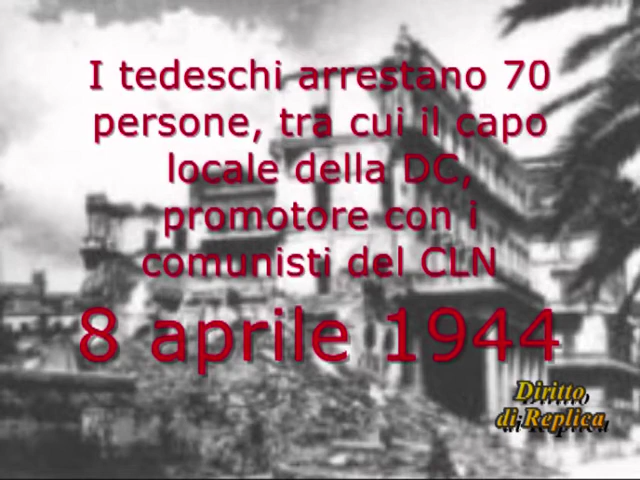 I tedeschi arrestano 70
persone, tra cui il capo
locale della DC,
promotore con i
comunisti del CLN
8 aprile 1944
Diritto
di Replica